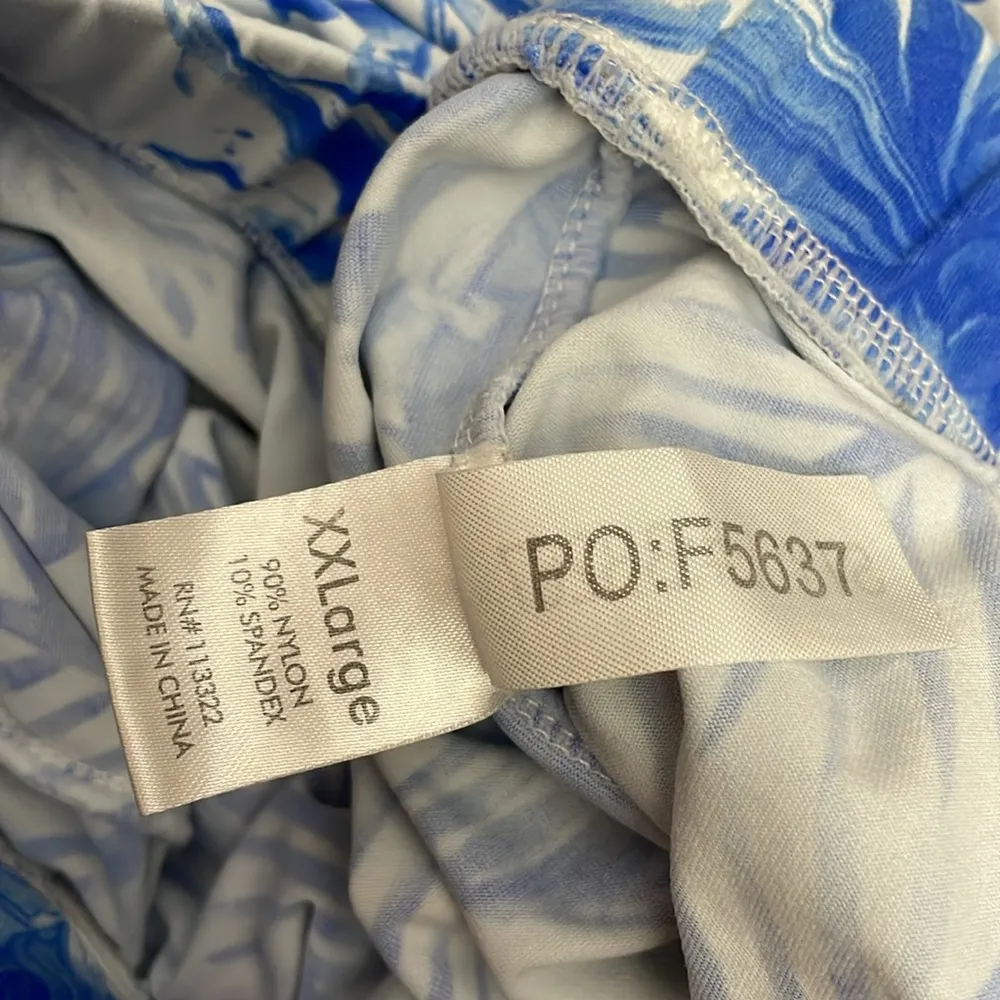 XXLarge
90% NYLON
10% SPANDEX
RN# 113322
MADE IN CHINA
PO:F5637